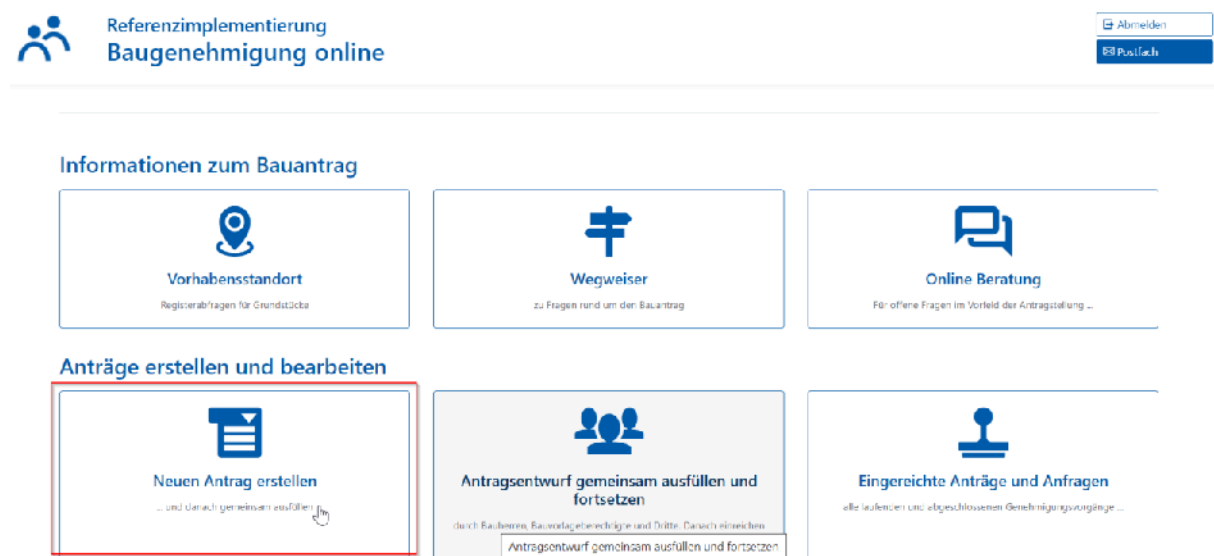 Referenzimplementierung
Baugenehmigung online
Abmelden
Postfach
Informationen zum Bauantrag
Vorhabensstandort
Registerabfragen für Grundstücke
Wegweiser
zu Fragen rund um den Bauantrag
Online Beratung
Für offene Fragen im Vorfeld der Antragstellung ...
Anträge erstellen und bearbeiten
Neuen Antrag erstellen
... und danach gemeinsam ausfüllen
Antragsentwurf gemeinsam ausfüllen und
fortsetzen
durch Bauherren, Bauvorlageberechtigte und Dritte. Danach einreichen
Antragsentwurf gemeinsam ausfüllen und fortsetzen
Eingereichte Anträge und Anfragen
alle laufenden und abgeschlossenen Genehmigungsvorgänge ...